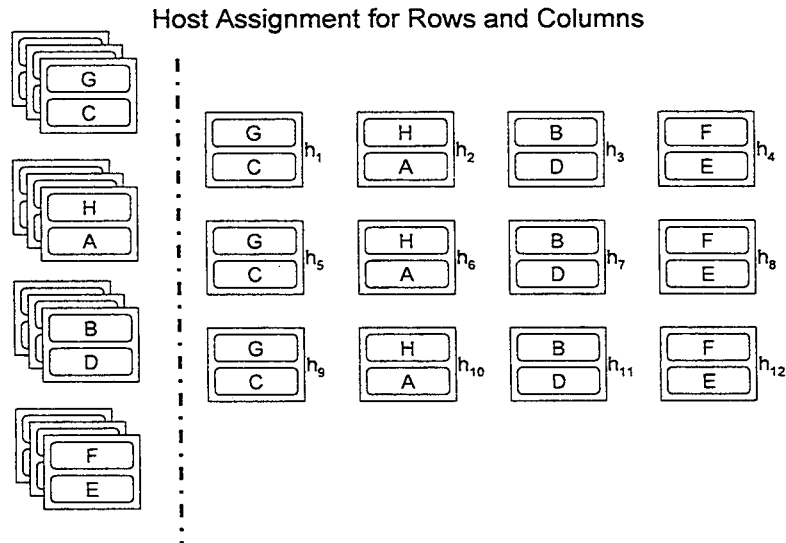 Host Assignment for Rows and Columns
G
C
H
A
B
D
F
E
G H B F
C h1 A h2 D h3 E h4
G H B F
C h5 A h6 D h7 E h8
G H B F
C h9 A h10 D h11 E h12